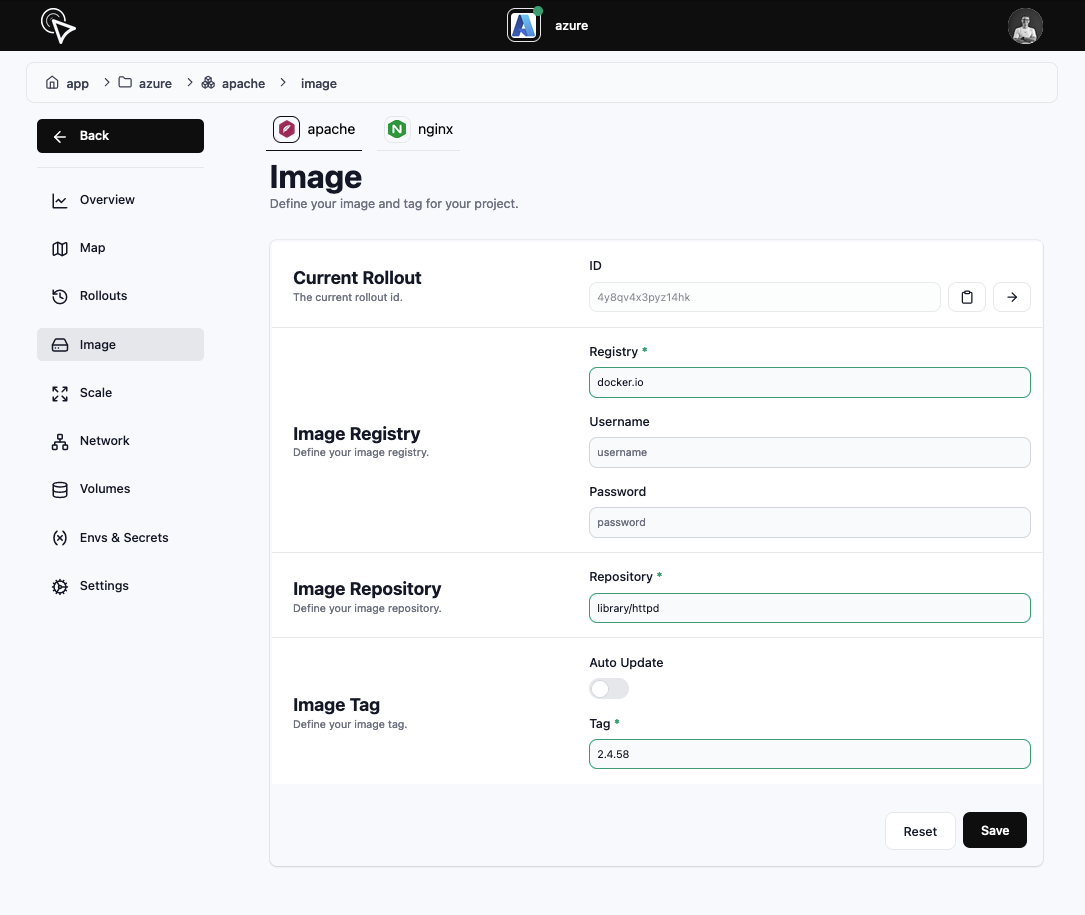 azure
app
azure
apache
image
Back
apache
nginx
Image
Define your image and tag for your project.
Overview
Map
Rollouts
Image
Scale
Network
Volumes
Envs & Secrets
Settings
Current Rollout
The current rollout id.
ID
4y8qv4x3pyz14hk
Image Registry
Define your image registry.
Registry *
docker.io
Username
username
Password
password
Image Repository
Define your image repository.
Repository *
library/httpd
Image Tag
Define your image tag.
Auto Update
Tag *
2.4.58
Reset
Save